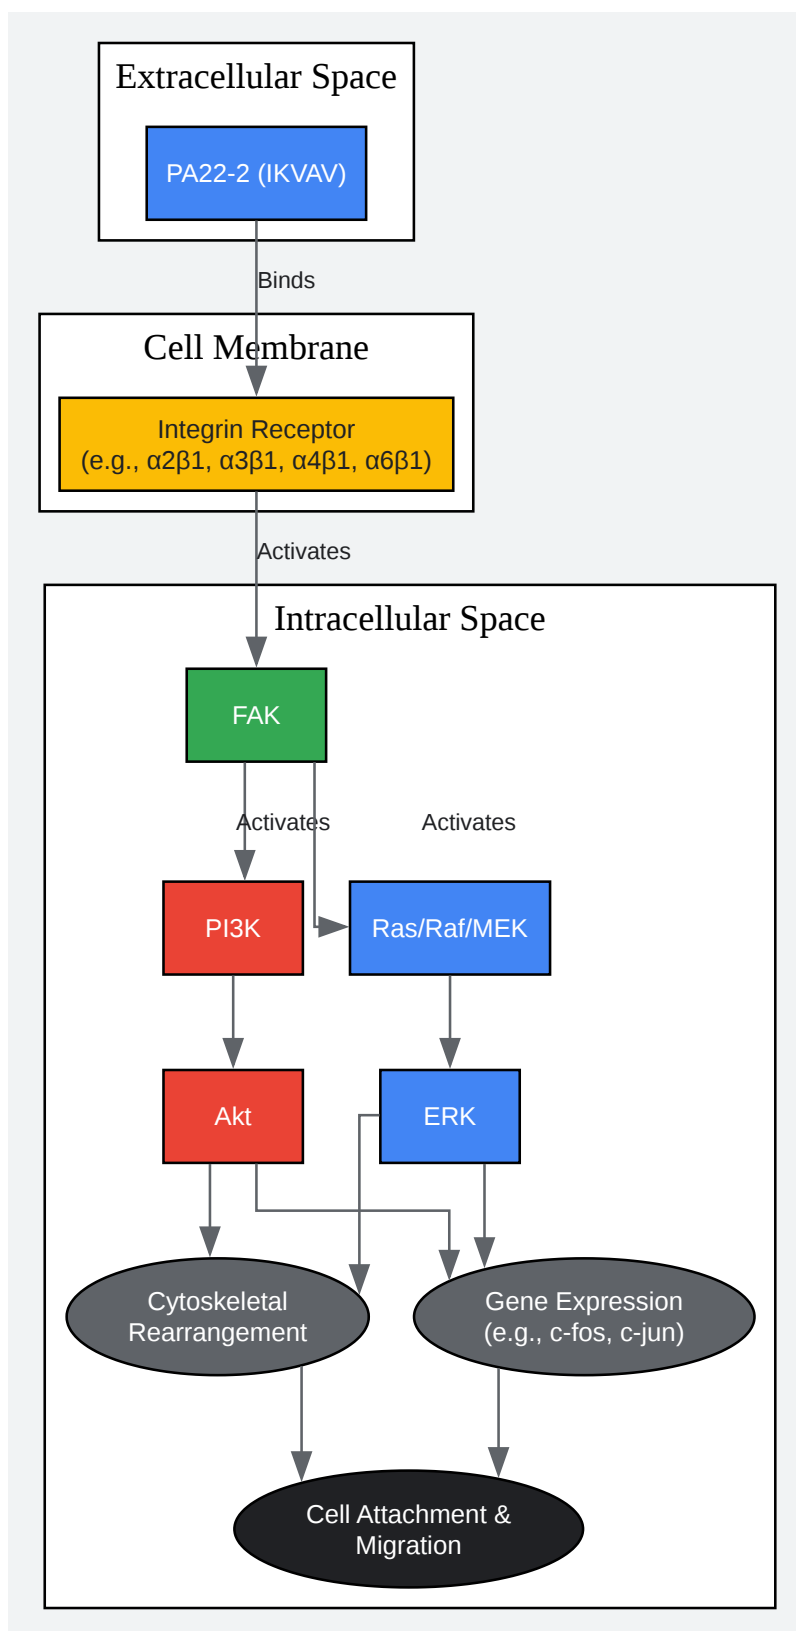 Extracellular Space
PA22-2 (IKVAV)
Binds
Cell Membrane
Integrin Receptor
(e.g., α2β1, α3β1, α4β1, α6β1)
Activates
Intracellular Space
FAK
Activates
Activates
PI3K
Ras/Raf/MEK
Akt
ERK
Cytoskeletal
Rearrangement
Gene Expression
(e.g., c-fos, c-jun)
Cell Attachment &
Migration